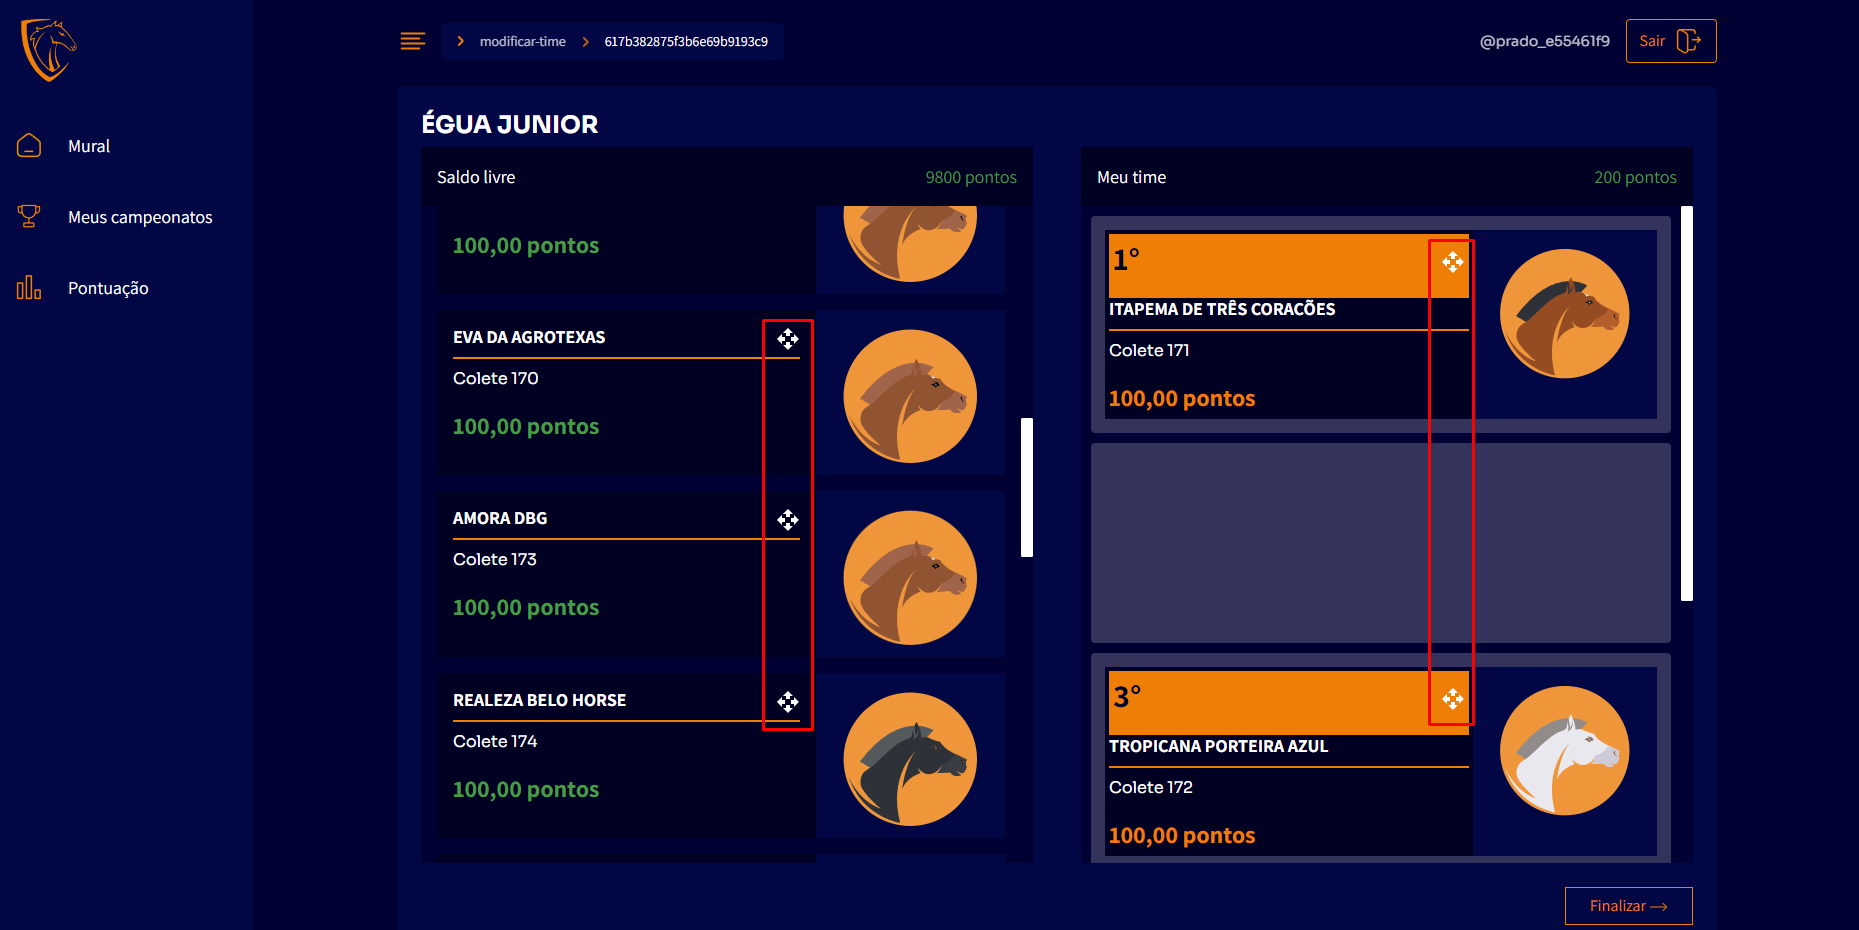 modificar-time
617b382875f3b6e69b9193c9
@prado_e55461f9
Sair
Mural
Meus campeonatos
Pontuação
ÉGUA JUNIOR
Saldo livre
9800 pontos
100,00 pontos
EVA DA AGROTEXAS
Colete 170
100,00 pontos
AMORA DBG
Colete 173
100,00 pontos
REALEZA BELO HORSE
Colete 174
100,00 pontos
Meu time
200 pontos
1°
ITAPEMA DE TRÊS CORACÕES
Colete 171
100,00 pontos
3°
TROPICANA PORTEIRA AZUL
Colete 172
100,00 pontos
Finalizar